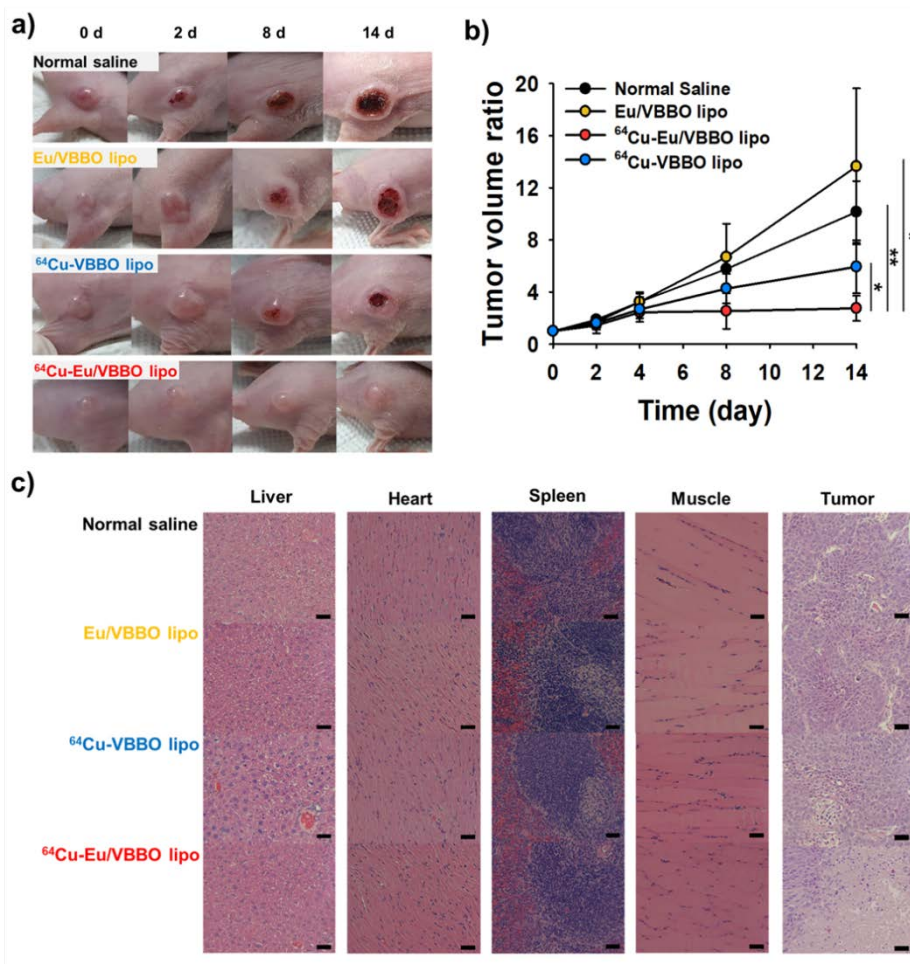 a)
0 d 2 d 8 d 14 d
Normal saline
Eu/VBBO lipo
⁶⁴Cu-VBBO lipo
⁶⁴Cu-Eu/VBBO lipo
b)
Tumor volume ratio
20
16
12
8
4
0
Normal Saline
Eu/VBBO lipo
⁶⁴Cu-Eu/VBBO lipo
⁶⁴Cu-VBBO lipo
*
**
0 2 4 6 8 10 12 14
Time (day)
c)
Liver Heart Spleen Muscle Tumor
Normal saline
Eu/VBBO lipo
⁶⁴Cu-VBBO lipo
⁶⁴Cu-Eu/VBBO lipo